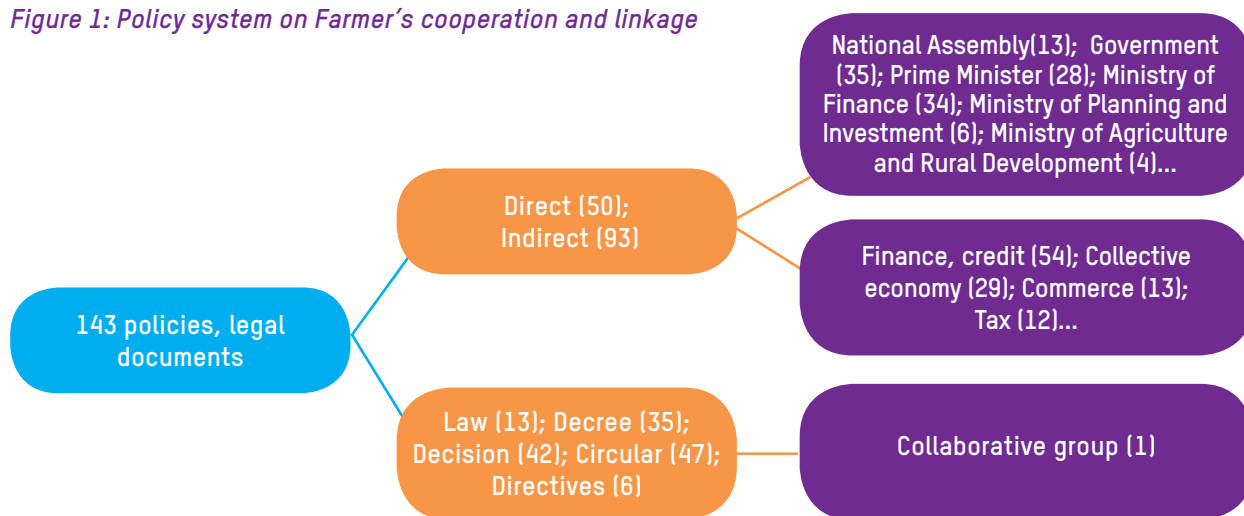 Figure 1: Policy system on Farmer's cooperation and linkage
National Assembly(13); Government
(35); Prime Minister (28); Ministry of
Finance (34); Ministry of Planning and
Investment (6); Ministry of Agriculture
and Rural Development (4)...
Direct (50);
Indirect (93)
Finance, credit (54); Collective
economy (29); Commerce (13);
Tax (12)...
143 policies, legal
documents
Law (13); Decree (35);
Decision (42); Circular (47);
Directives (6)
Collaborative group (1)